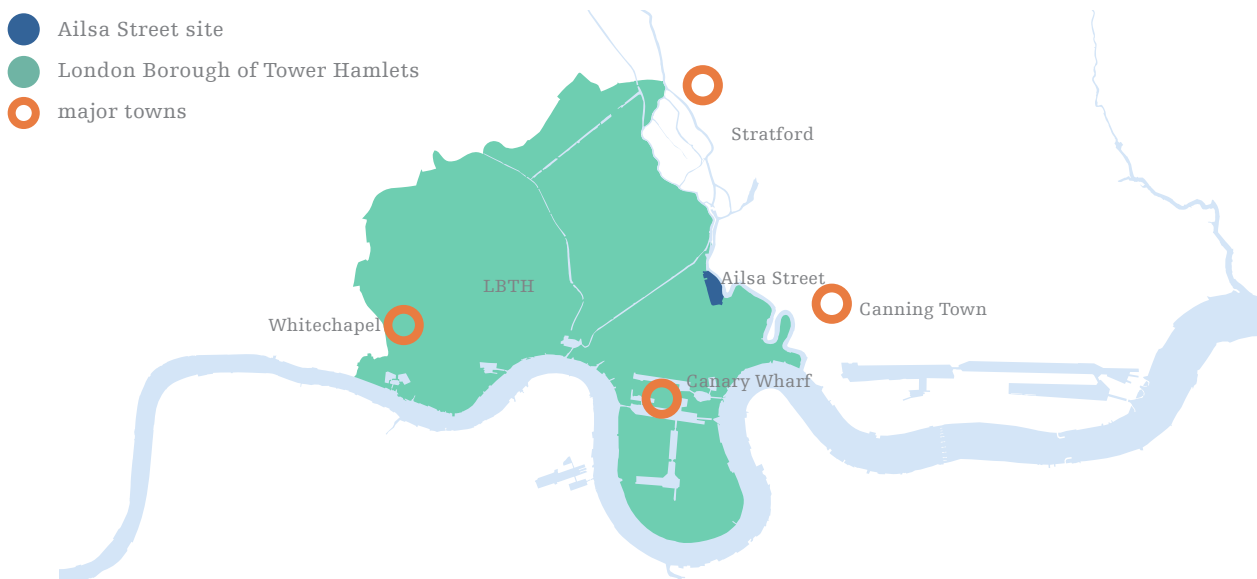 Ailsa Street site
London Borough of Tower Hamlets
major towns
Stratford
Ailsa Street
LBTH
Canning Town
Whitechapel
Canary Wharf